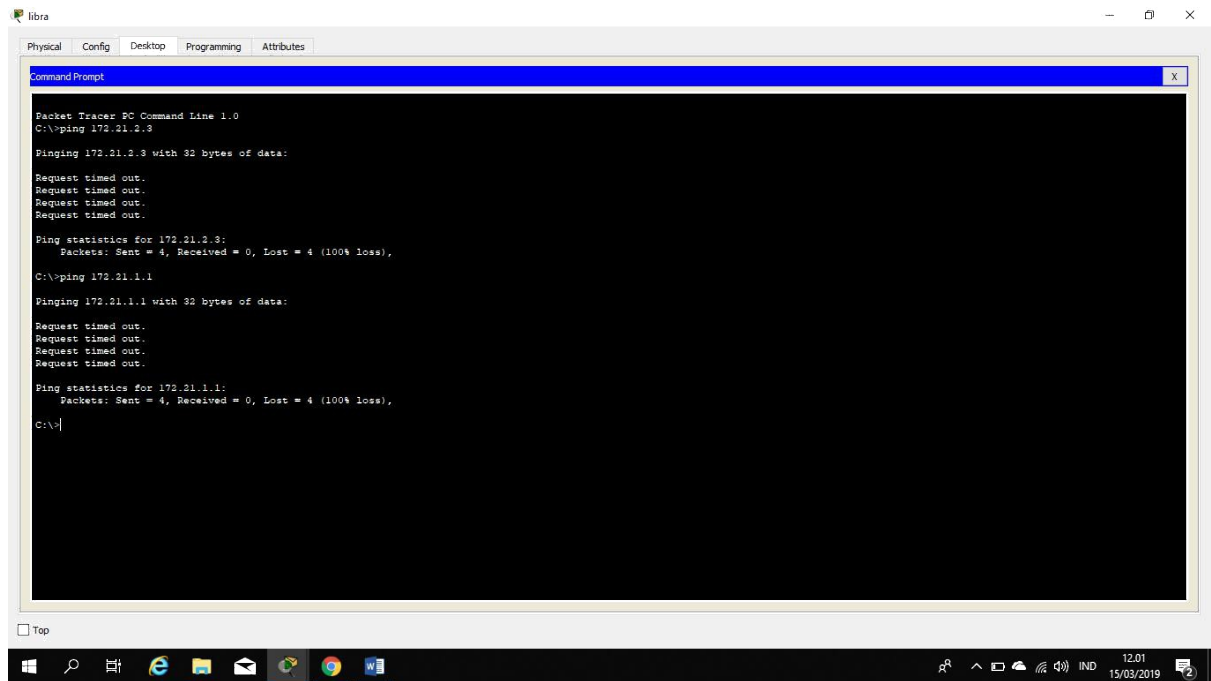 libra
Physical Config Desktop Programming Attributes
Command Prompt
X
Packet Tracer PC Command Line 1.0
C:\>ping 172.21.2.3
Pinging 172.21.2.3 with 32 bytes of data:
Request timed out.
Request timed out.
Request timed out.
Request timed out.
Ping statistics for 172.21.2.3:
Packets: Sent = 4, Received = 0, Lost = 4 (100% loss),
C:\>ping 172.21.1.1
Pinging 172.21.1.1 with 32 bytes of data:
Request timed out.
Request timed out.
Request timed out.
Request timed out.
Ping statistics for 172.21.1.1:
Packets: Sent = 4, Received = 0, Lost = 4 (100% loss),
C:\>
Top
IND
12.01
15/03/2019
2